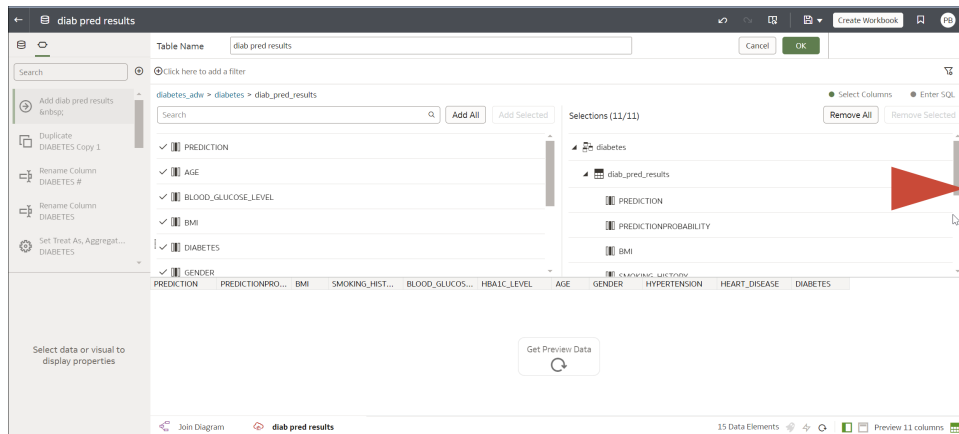 diab pred results
Create Workbook
PB
Table Name
diab pred results
Cancel
OK
Search
Click here to add a filter
diabetes_adw > diabetes > diab_pred_results
Select Columns
Enter SQL
Search
Add All
Add Selected
Selections (11/11)
Remove All
Remove Selected
Add diab pred results
&nbsp;
Duplicate
DIABETES Copy 1
Rename Column
DIABETES #
Rename Column
DIABETES
Set Treat As, Aggregat...
DIABETES
PREDICTION
AGE
BLOOD_GLUCOSE_LEVEL
BMI
DIABETES
GENDER
diabetes
diab_pred_results
PREDICTION
PREDICTIONPROBABILITY
BMI
SMOKING_HISTORY
PREDICTION PREDICTIONPRO... BMI SMOKING_HIST... BLOOD_GLUCOS... HBA1C_LEVEL AGE GENDER HYPERTENSION HEART_DISEASE DIABETES
Select data or visual to
display properties
Get Preview Data
Join Diagram
diab pred results
15 Data Elements
Preview 11 columns